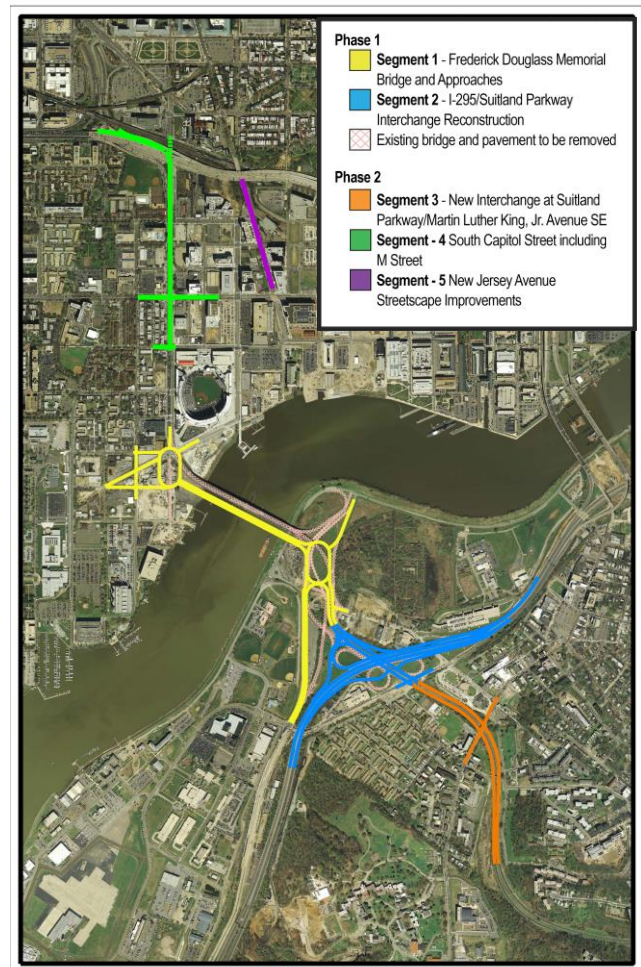 Phase 1
Segment 1 - Frederick Douglass Memorial
Bridge and Approaches
Segment 2 - I-295/Suitland Parkway
Interchange Reconstruction
Existing bridge and pavement to be removed
Phase 2
Segment 3 - New Interchange at Suitland
Parkway/Martin Luther King, Jr. Avenue SE
Segment - 4 South Capitol Street including
M Street
Segment - 5 New Jersey Avenue
Streetscape Improvements